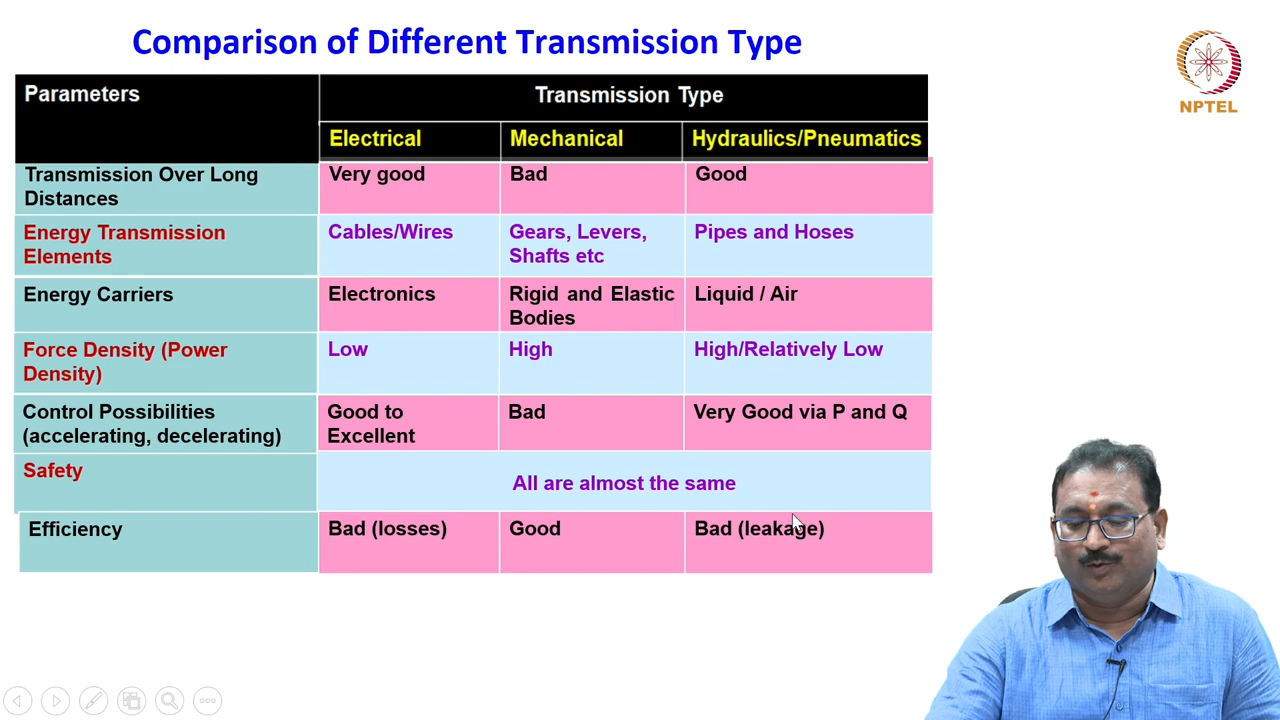 Comparison of Different Transmission Type
NPTEL
Parameters
Transmission Type
Electrical
Mechanical
Hydraulics/Pneumatics
Transmission Over Long
Distances
Very good
Bad
Good
Energy Transmission
Elements
Cables/Wires
Gears, Levers,
Shafts etc
Pipes and Hoses
Energy Carriers
Electronics
Rigid and Elastic
Bodies
Liquid / Air
Force Density (Power
Density)
Low
High
High/Relatively Low
Control Possibilities
(accelerating, decelerating)
Good to
Excellent
Bad
Very Good via P and Q
Safety
All are almost the same
Efficiency
Bad (losses)
Good
Bad (leakage)